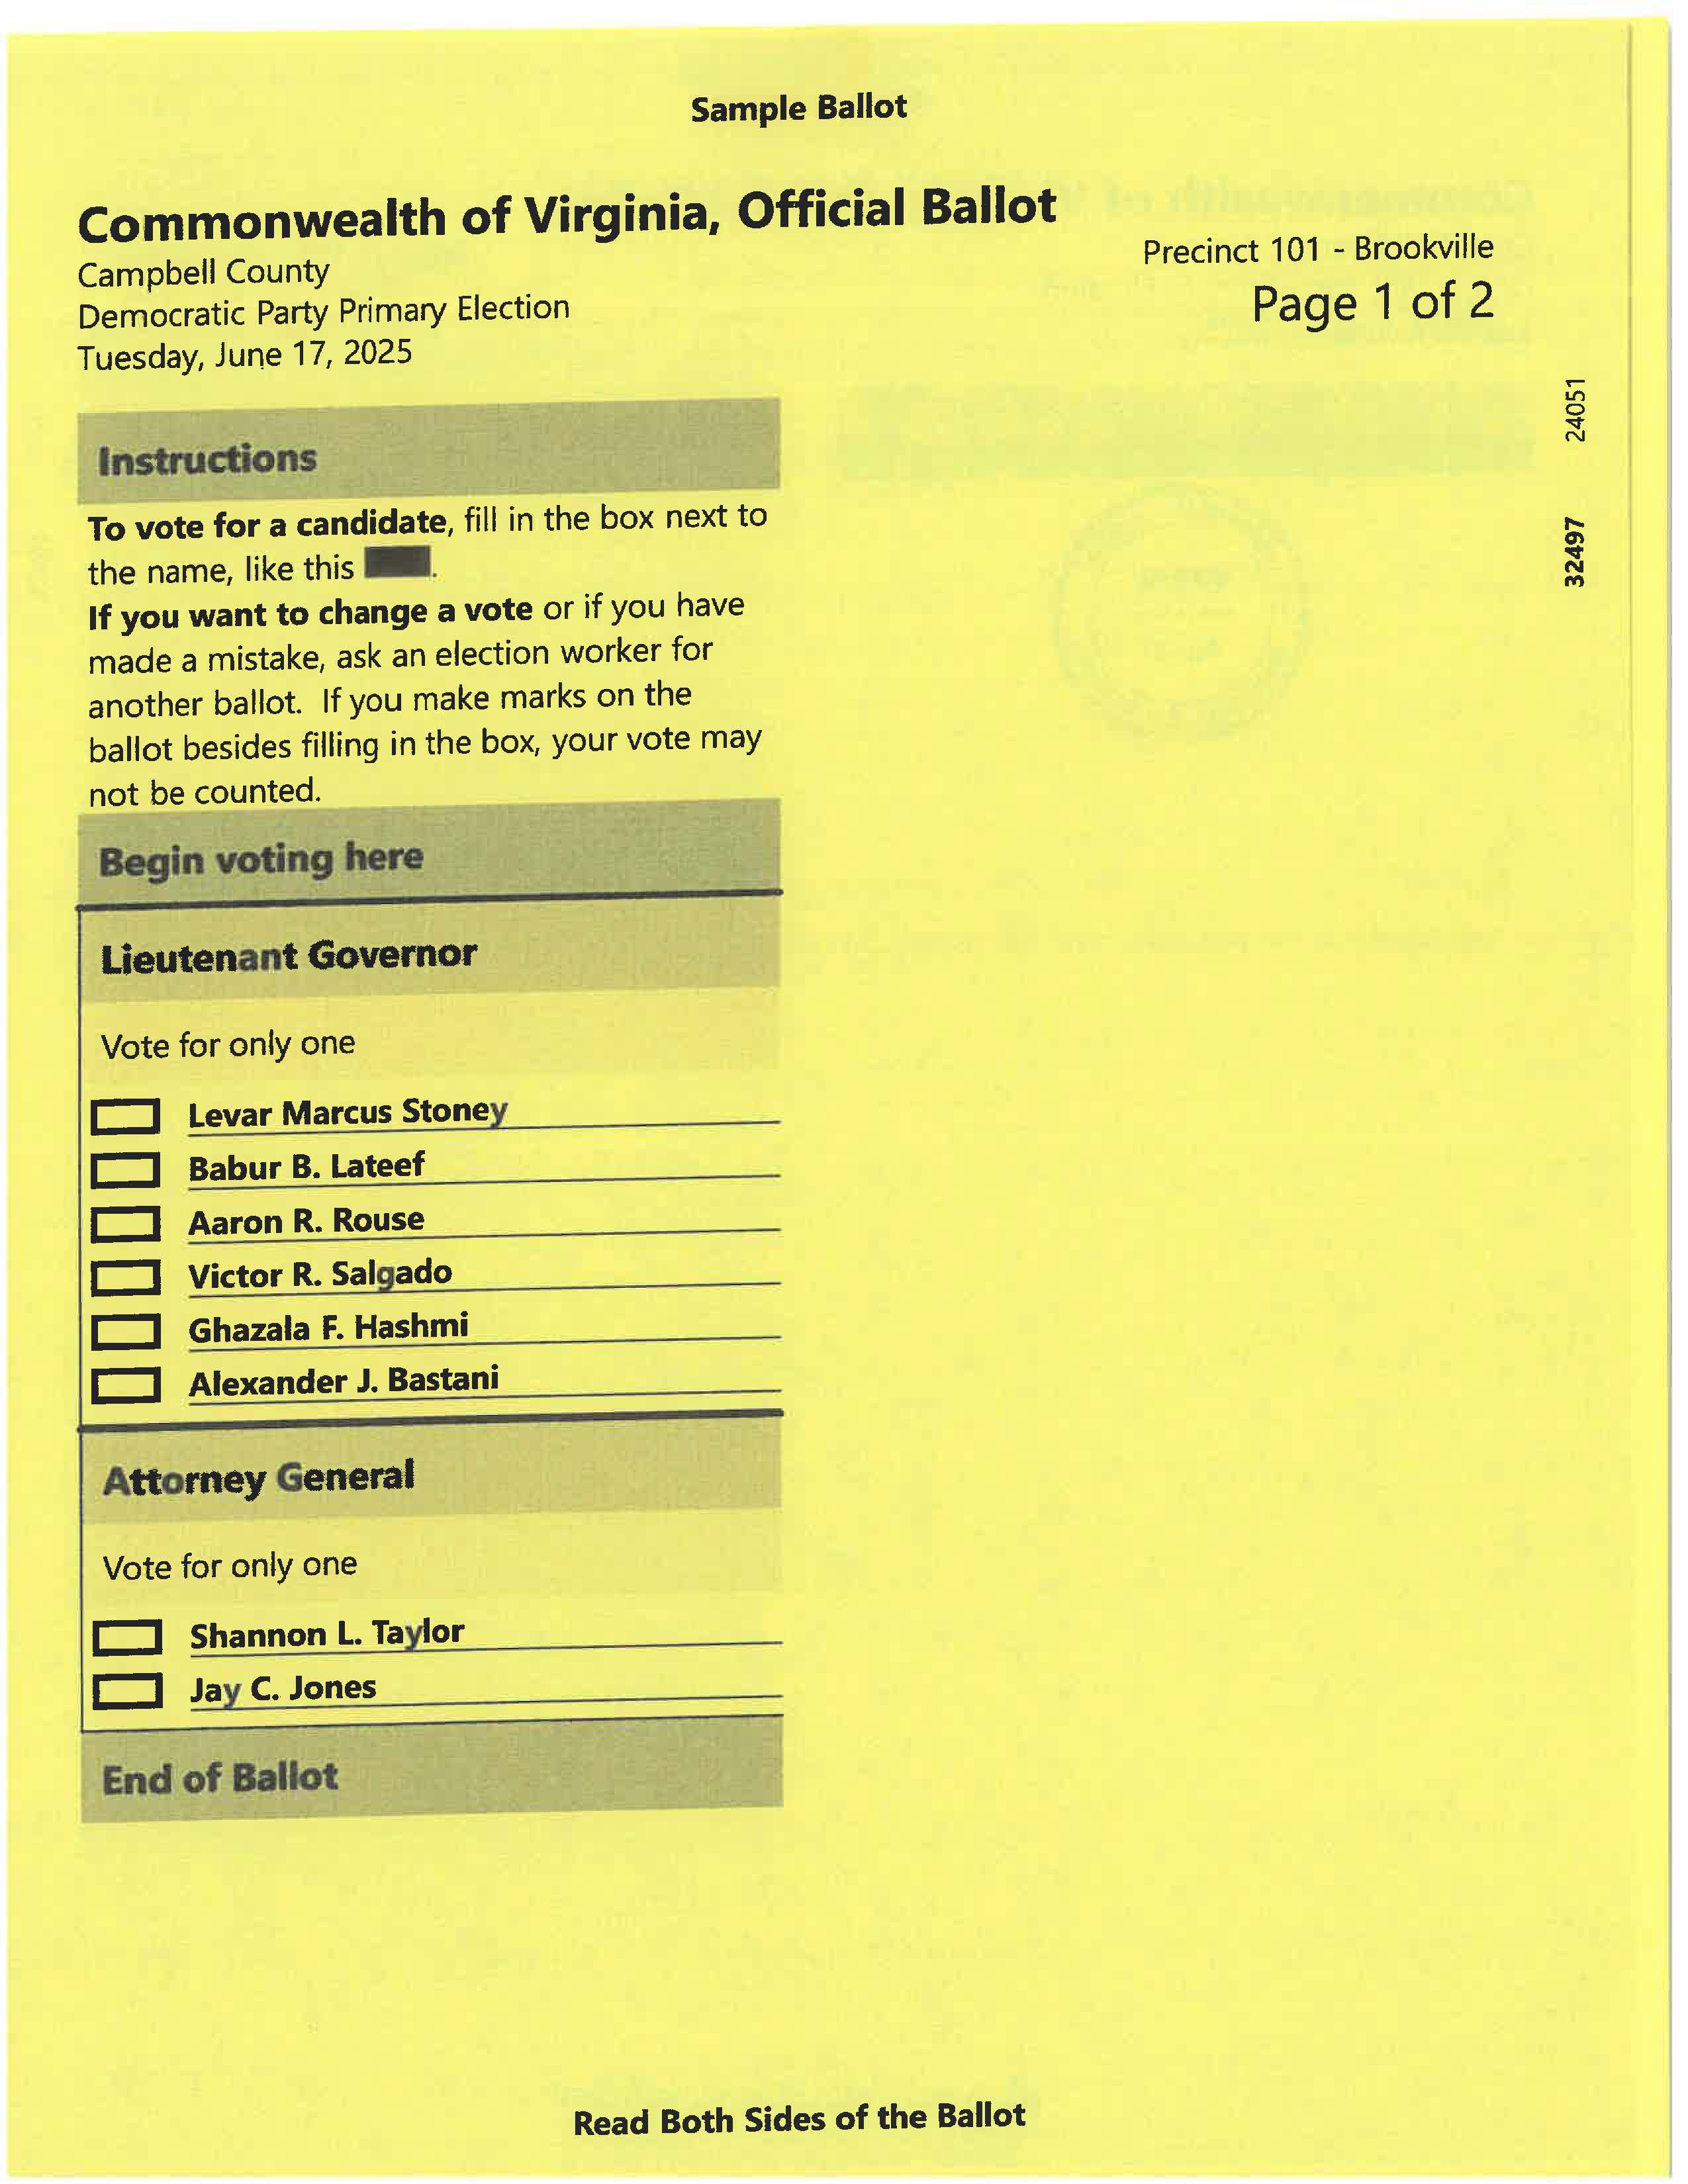 Sample Ballot
Commonwealth of Virginia, Official Ballot
Campbell County
Democratic Party Primary Election
Tuesday, June 17, 2025
Precinct 101 - Brookville
Page 1 of 2
24051
32497
Instructions
To vote for a candidate, fill in the box next to
the name, like this .
If you want to change a vote or if you have
made a mistake, ask an election worker for
another ballot.  If you make marks on the
ballot besides filling in the box, your vote may
not be counted.
Begin voting here
Lieutenant Governor
Vote for only one
Levar Marcus Stoney
Babur B. Lateef
Aaron R. Rouse
Victor R. Salgado
Ghazala F. Hashmi
Alexander J. Bastani
Attorney General
Vote for only one
Shannon L. Taylor
Jay C. Jones
End of Ballot
Read Both Sides of the Ballot